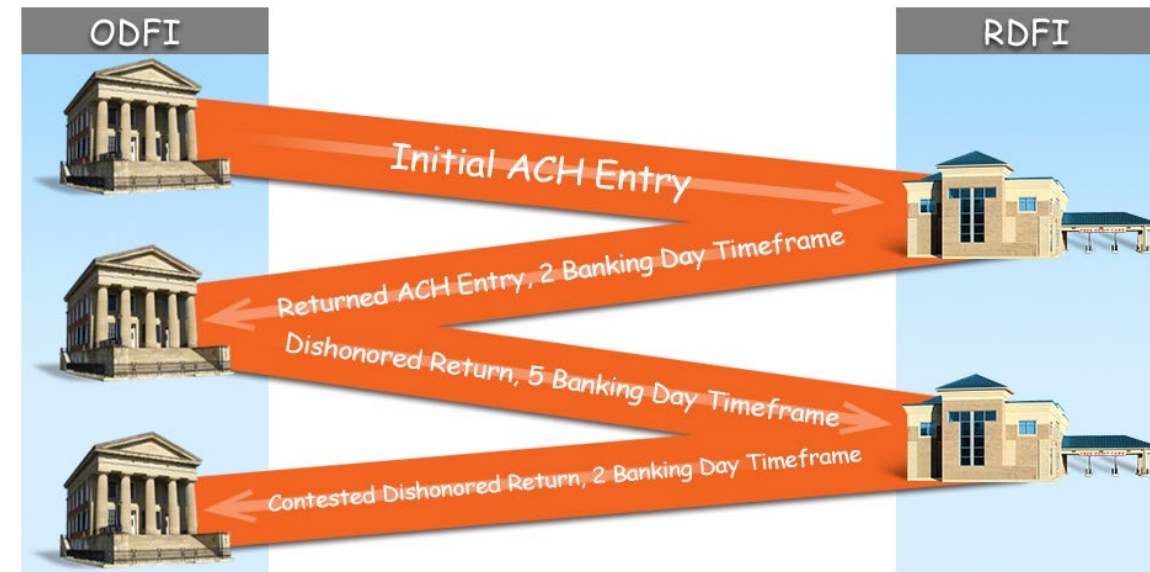 ODFI
RDFI
Initial ACH Entry
Returned ACH Entry, 2 Banking Day Timeframe
Dishonored Return, 5 Banking Day Timeframe
Contested Dishonored Return, 2 Banking Day Timeframe